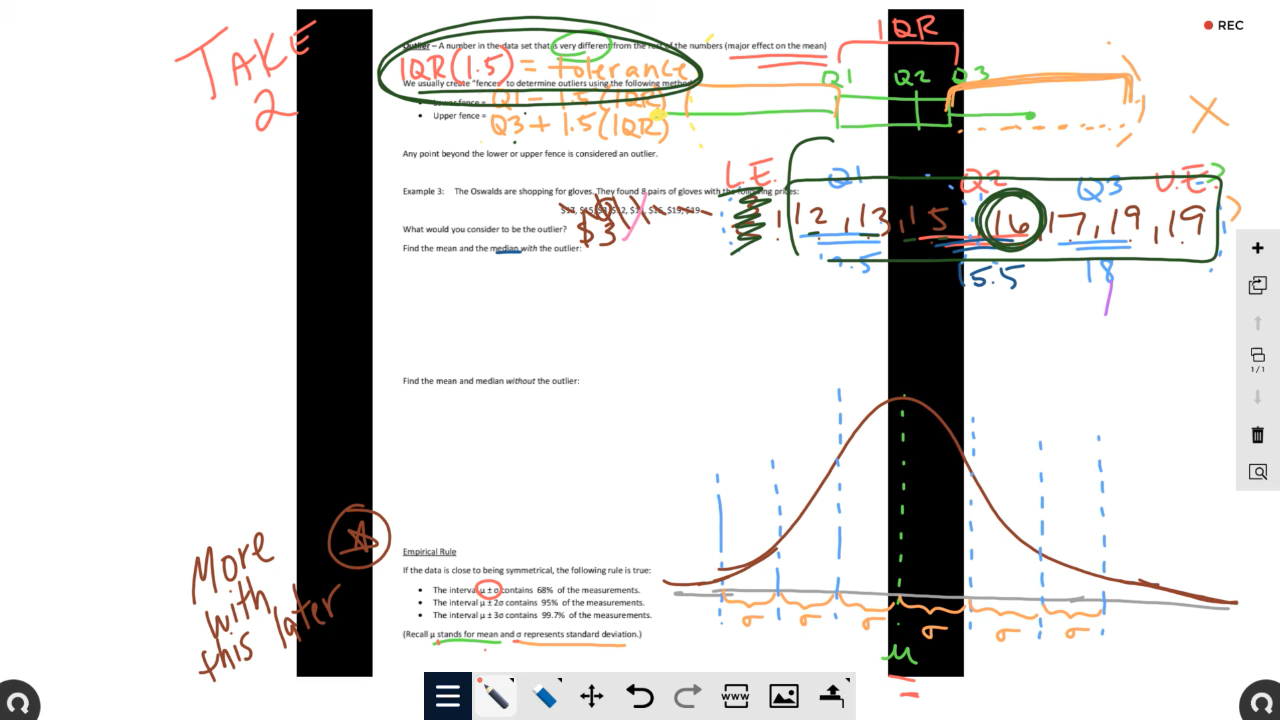 REC
TAKE
2
Outlier – A number in the data set that is very different from the rest of the numbers (major effect on the mean)
IQR(1.5) = tolerance
We usually create "fences" to determine outliers using the following method
• Lower fence = Q1 - 1.5(IQR)
• Upper fence = Q3 + 1.5(IQR)
Any point beyond the lower or upper fence is considered an outlier.
IQR
Q1 Q2 Q3
X
Example 3: The Oswalds are shopping for gloves. They found 8 pairs of gloves with the following prices:
What would you consider to be the outlier? $3
Find the mean and the median with the outlier:
Q1 Q2 Q3
12, 13, 15 16, 17, 19, 19
15.5 18
Find the mean and median without the outlier:
Empirical Rule
If the data is close to being symmetrical, the following rule is true:
• The interval μ ± σ contains 68% of the measurements.
• The interval μ ± 2σ contains 95% of the measurements.
• The interval μ ± 3σ contains 99.7% of the measurements.
(Recall μ stands for mean and σ represents standard deviation.)
More
with
this later
σ σ σ σ σ σ
μ
WWW
1/1